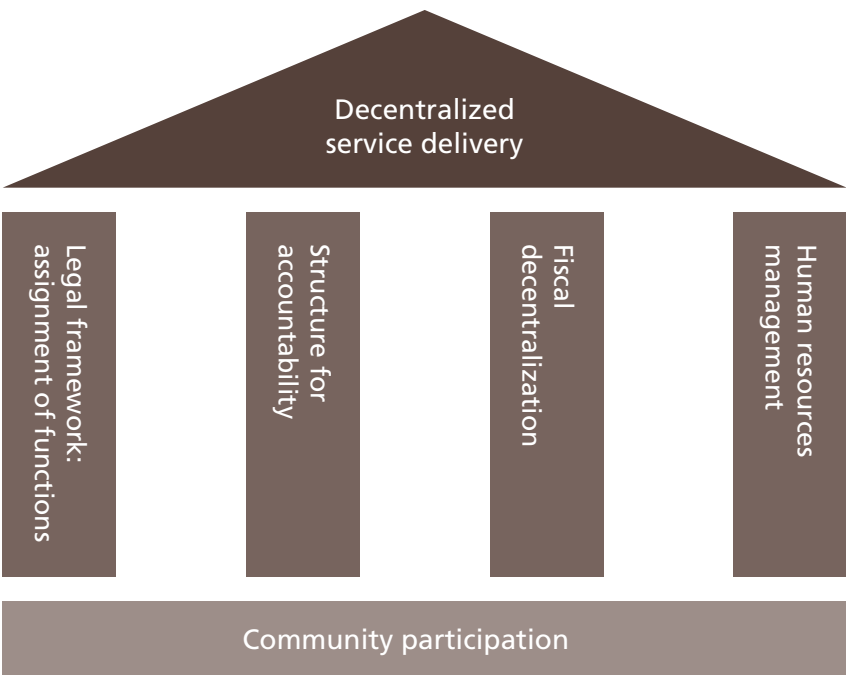 Decentralized
service delivery
Legal framework:
assignment of functions
Structure for
accountability
Fiscal
decentralization
Human resources
management
Community participation